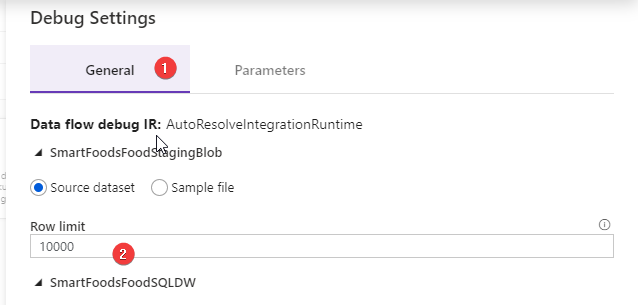 Debug Settings
General 1 Parameters
Data flow debug IR: AutoResolveIntegrationRuntime
SmartFoodsFoodStagingBlob
Source dataset Sample file
Row limit
10000 2
SmartFoodsFoodSQLDW